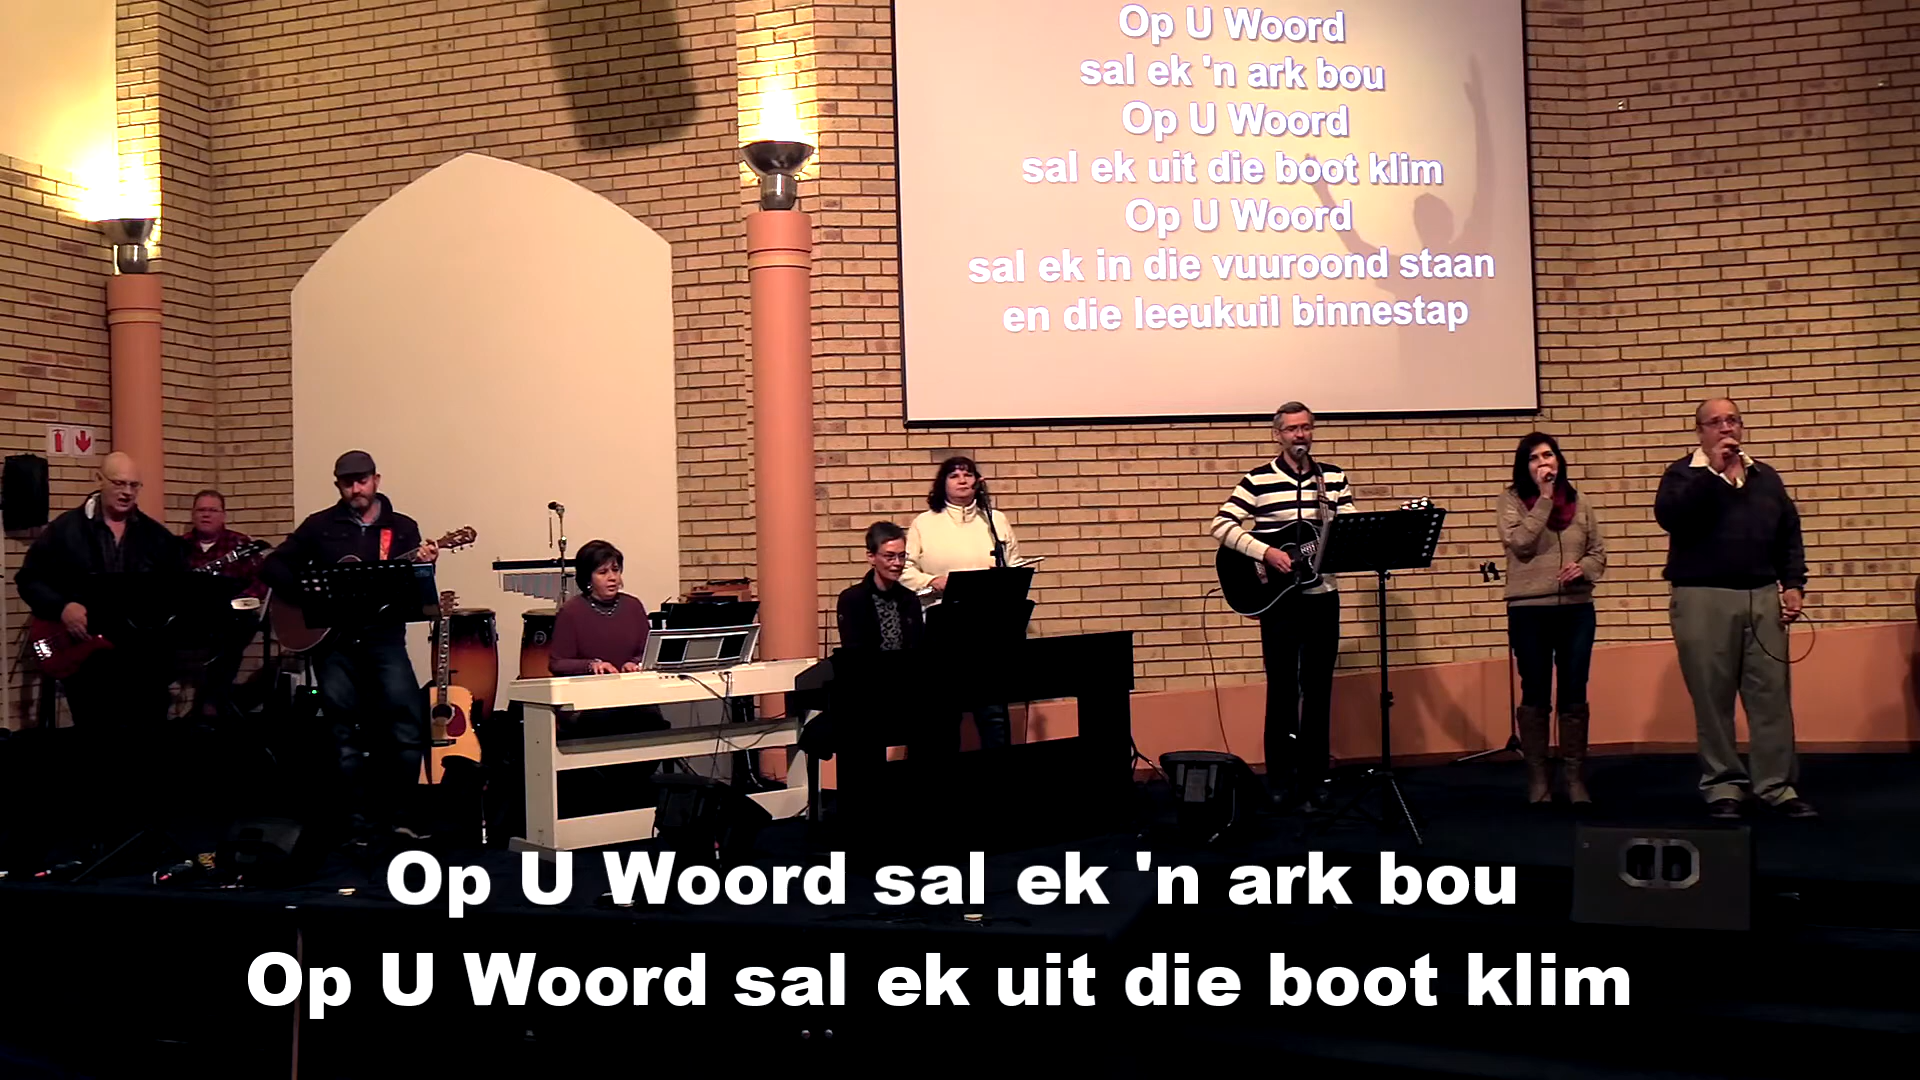 Op U Woord
sal ek 'n ark bou
Op U Woord
sal ek uit die boot klim
Op U Woord
sal ek in die vuuroond staan
en die leeukuil binnestap
Op U Woord sal ek 'n ark bou
Op U Woord sal ek uit die boot klim